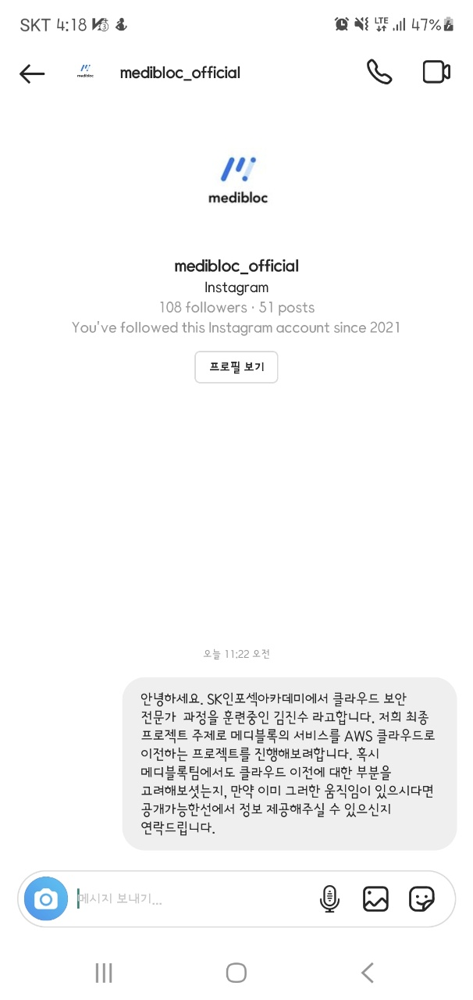 SKT 4:18
LTE
47%
medibloc
medibloc_official
medibloc
medibloc_official
Instagram
108 followers · 51 posts
You've followed this Instagram account since 2021
프로필 보기
오늘 11:22 오전
안녕하세요. SK인포섹아카데미에서 클라우드 보안
전문가 과정을 훈련중인 김진수 라고합니다. 저희 최종
프로젝트 주제로 메디블록의 서비스를 AWS 클라우드로
이전하는 프로젝트를 진행해보려합니다. 혹시
메디블록팀에서도 클라우드 이전에 대한 부분을
고려해보셧는지, 만약 이미 그러한 움직임이 있으시다면
공개가능한선에서 정보 제공해주실 수 있으신지
연락드립니다.
메시지 보내기...